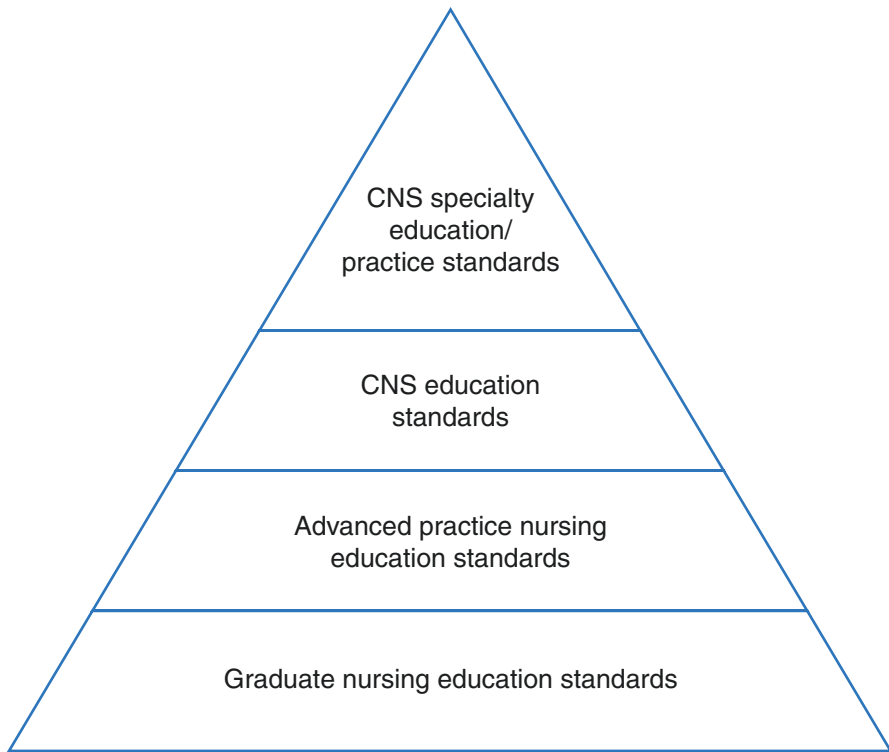 CNS specialty
education/
practice standards
CNS education
standards
Advanced practice nursing
education standards
Graduate nursing education standards